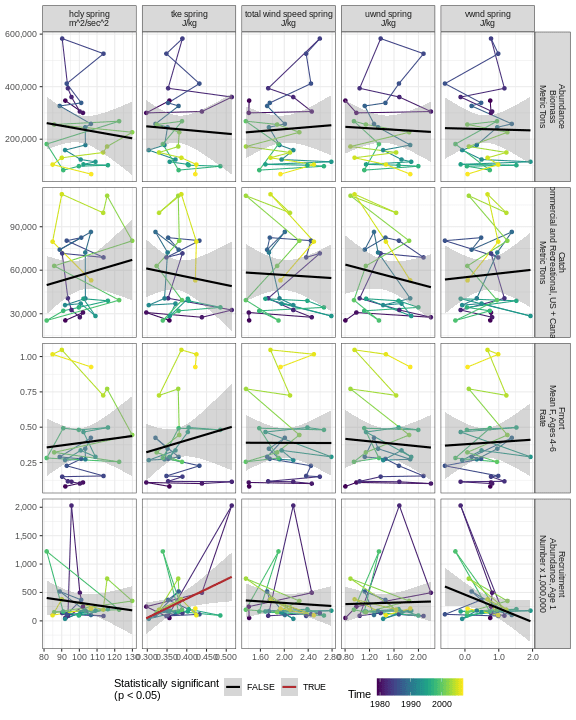 hcly spring
m^2/sec^2
tke spring
J/kg
total wind speed spring
J/kg
uwnd spring
J/kg
vwnd spring
J/kg
600,000
400,000
200,000
Abundance
Biomass
Metric Tons
90,000
60,000
30,000
Catch
ommercial and Recreational, US + Cana
Metric Tons
1.00
0.75
0.50
0.25
Fmort
Mean F, Ages 4-6
Rate
2,000
1,500
1,000
500
0
Recruitment
Abundance, Age 1
Number x 1,000,000
80 90 100 110 120 130
0.300 0.350 0.400 0.450 0.500
1.60 2.00 2.40 2.80
0.80 1.20 1.60 2.00
0.0 1.0 2.0
Statistically significant
(p < 0.05)
FALSE
TRUE
Time
1980 1990 2000